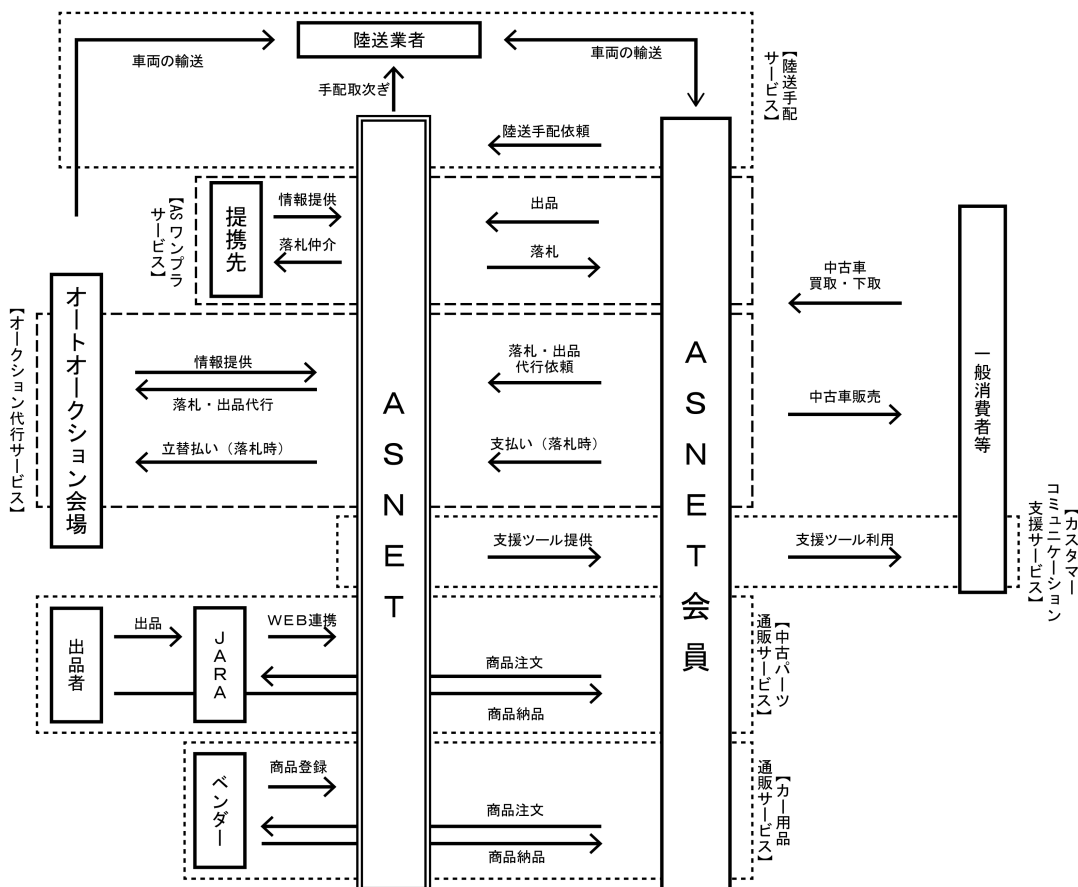 陸送業者
車両の輸送
車両の輸送
手配取次ぎ
陸送手配依頼
【陸送手配
サービス】
提携先
情報提供
落札仲介
出品
落札
【ASワンプラ
サービス】
オートオークション会場
【オークション代行サービス】
情報提供
落札・出品代行
立替払い(落札時)
落札・出品
代行依頼
支払い(落札時)
ASNET
ASNET会員
中古車
買取・下取
中古車販売
一般消費者等
支援ツール提供
支援ツール利用
【カスタマー
コミュニケーション
支援サービス】
出品者
出品
JARA
WEB連携
商品注文
商品納品
【中古パーツ
通販サービス】
ベンダー
商品登録
商品注文
商品納品
【カー用品
通販サービス】